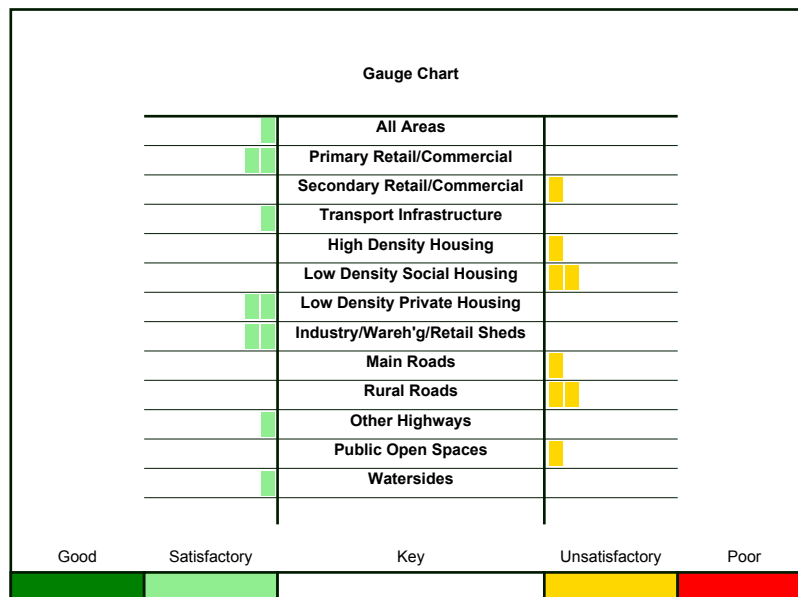 Gauge Chart
All Areas
Primary Retail/Commercial
Secondary Retail/Commercial
Transport Infrastructure
High Density Housing
Low Density Social Housing
Low Density Private Housing
Industry/Wareh'g/Retail Sheds
Main Roads
Rural Roads
Other Highways
Public Open Spaces
Watersides
Good Satisfactory Key Unsatisfactory Poor